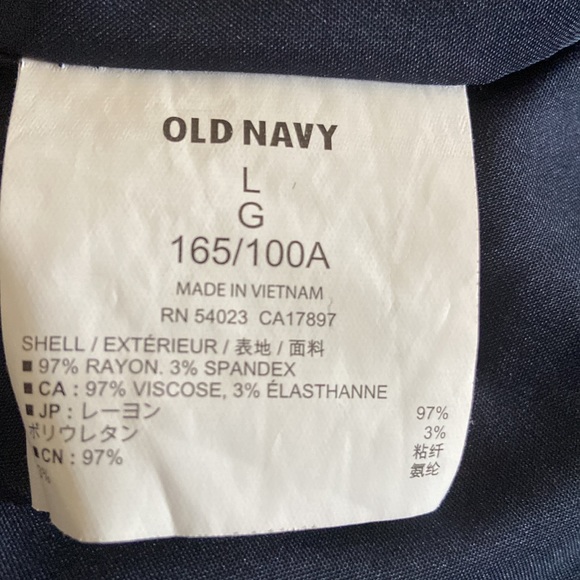 OLD NAVY
L
G
165/100A
MADE IN VIETNAM
RN 54023 CA17897
SHELL / EXTÉRIEUR / 表地 / 面料
■ 97% RAYON. 3% SPANDEX
■ CA : 97% VISCOSE, 3% ÉLASTHANNE
■ JP : レーヨン 97%
ポリウレタン 3%
■ CN : 97% 粘纤
3% 氨纶